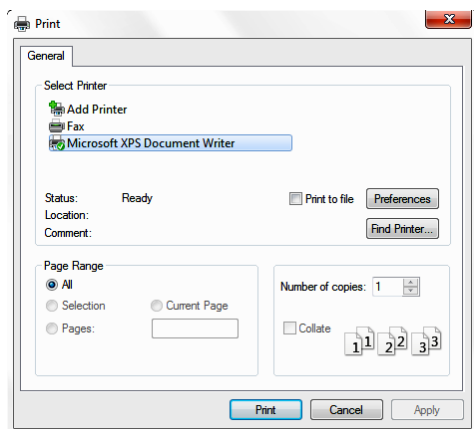 Print
General
Select Printer
Add Printer
Fax
Microsoft XPS Document Writer
Status: Ready
Print to file
Preferences
Location:
Comment:
Find Printer...
Page Range
All
Selection
Current Page
Pages:
Number of copies: 1
Collate
1 1 2 2 3 3
Print
Cancel
Apply